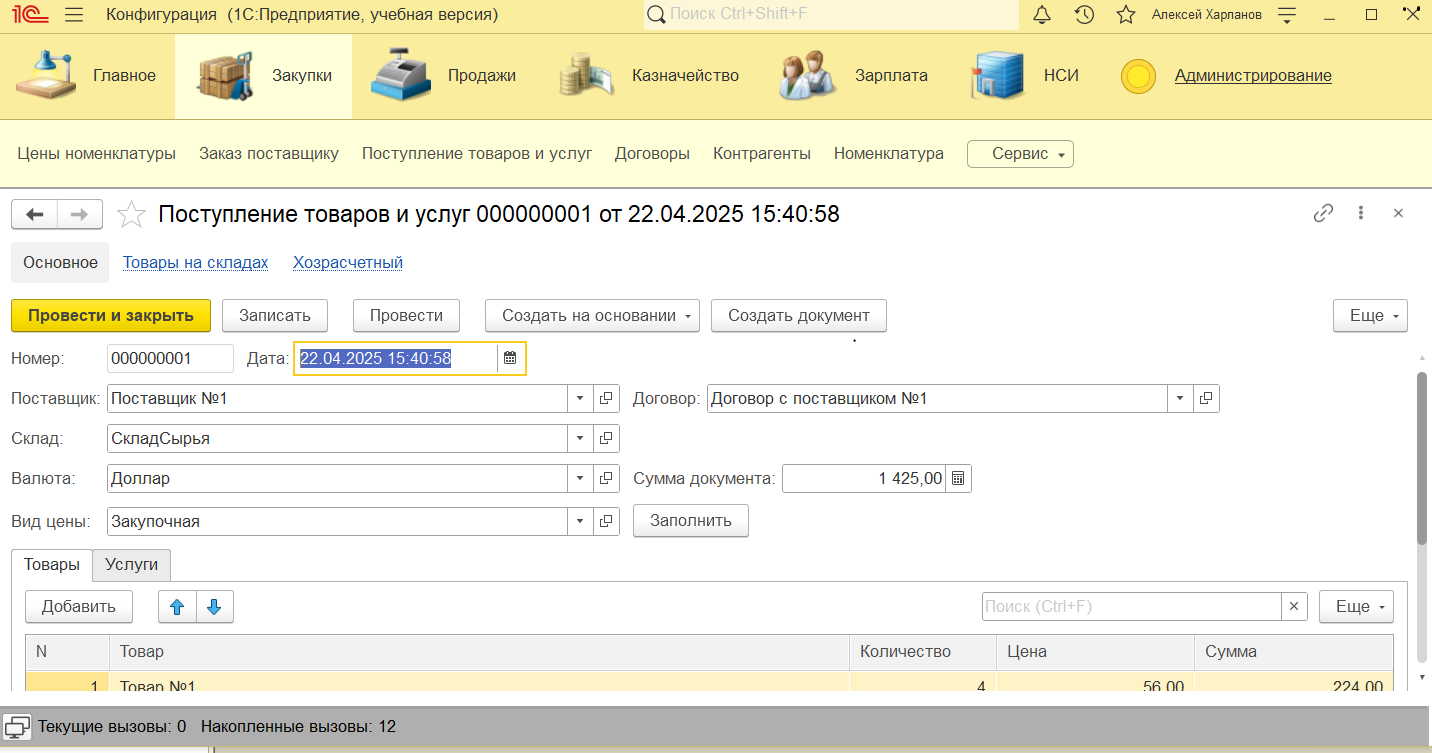 1С Конфигурация (1С:Предприятие, учебная версия) Поиск Ctrl+Shift+F Алексей Харланов
Главное Закупки Продажи Казначейство Зарплата НСИ Администрирование
Цены номенклатуры Заказ поставщику Поступление товаров и услуг Договоры Контрагенты Номенклатура Сервис
Поступление товаров и услуг 000000001 от 22.04.2025 15:40:58
Основное Товары на складах Хозрасчетный
Провести и закрыть Записать Провести Создать на основании Создать документ Еще
Номер: 000000001 Дата: 22.04.2025 15:40:58
Поставщик: Поставщик №1 Договор: Договор с поставщиком №1
Склад: СкладСырья
Валюта: Доллар Сумма документа: 1 425,00
Вид цены: Закупочная Заполнить
Товары Услуги
Добавить Поиск (Ctrl+F) × Еще
N Товар Количество Цена Сумма
1 Товар №1 4 56,00 224,00
Текущие вызовы: 0 Накопленные вызовы: 12